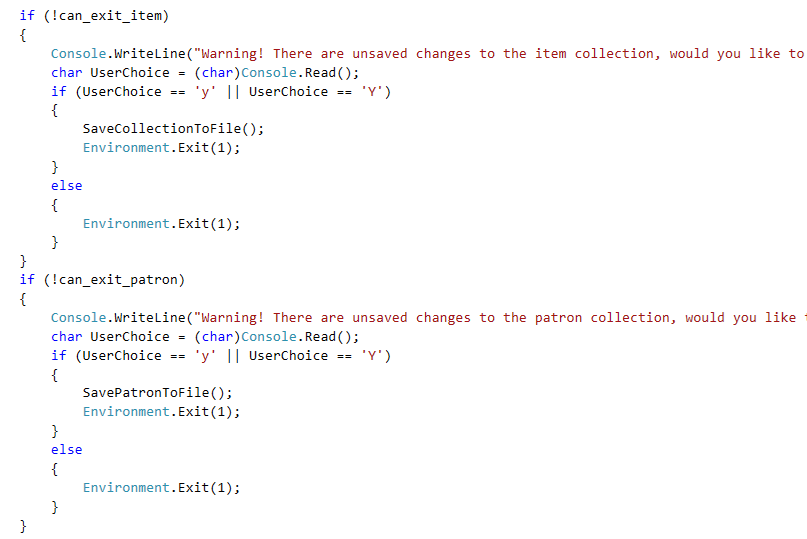 if (!can_exit_item)
{
    Console.WriteLine("Warning! There are unsaved changes to the item collection, would you like to
    char UserChoice = (char)Console.Read();
    if (UserChoice == 'y' || UserChoice == 'Y')
    {
        SaveCollectionToFile();
        Environment.Exit(1);
    }
    else
    {
        Environment.Exit(1);
    }
}
if (!can_exit_patron)
{
    Console.WriteLine("Warning! There are unsaved changes to the patron collection, would you like
    char UserChoice = (char)Console.Read();
    if (UserChoice == 'y' || UserChoice == 'Y')
    {
        SavePatronToFile();
        Environment.Exit(1);
    }
    else
    {
        Environment.Exit(1);
    }
}